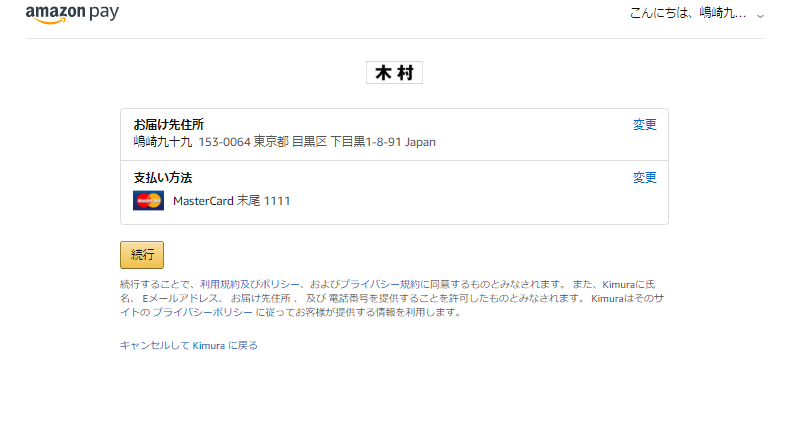 amazon pay
こんにちは、嶋崎九...
木村
お届け先住所 変更
嶋崎九十九 153-0064 東京都 目黒区 下目黒1-8-91 Japan
支払い方法 変更
MasterCard MasterCard 末尾 1111
続行
続行することで、利用規約及びポリシー、およびプライバシー規約に同意するものとみなされます。 また、Kimuraに氏
名、 Eメールアドレス、 お届け先住所 、 及び 電話番号を提供することを許可したものとみなされます。 Kimuraはそのサ
イトの プライバシーポリシー に従ってお客様が提供する情報を利用します。
キャンセルして Kimura に戻る